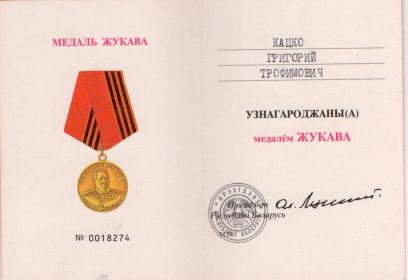 МЕДАЛЬ ЖУКАВА
№ 0018274
КАЦКО
ГРИГОРИЙ
ТРОФИМОВИЧ
УЗНАГАРОДЖАНЫ(А)
медалём ЖУКАВА
Прэзідэнт
Рэспублікі Беларусь